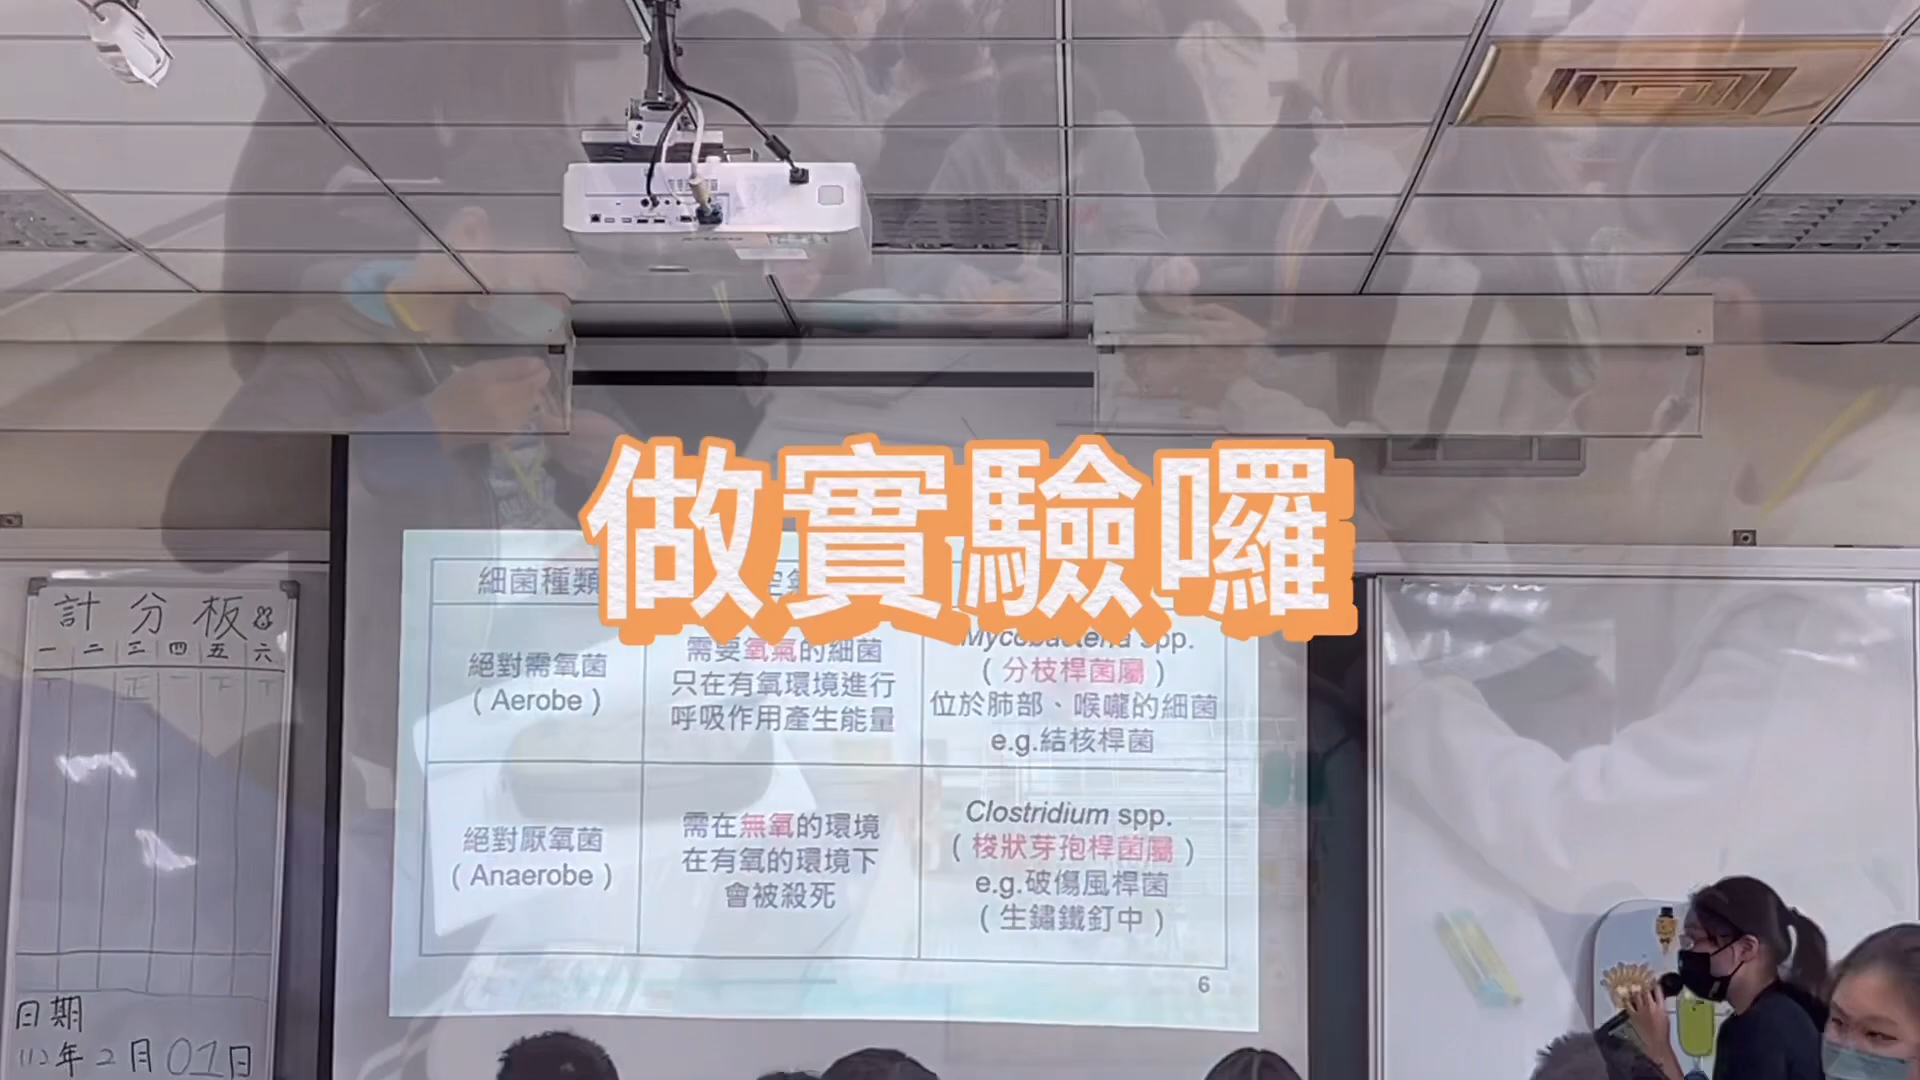 做實驗囉
細菌種類
絕對需氧菌
(Aerobe)
需要氧氣的細菌
只在有氧環境進行
呼吸作用產生能量
Mycobacteria spp.
(分枝桿菌屬)
位於肺部、喉嚨的細菌
e.g.結核桿菌
絕對厭氧菌
(Anaerobe)
需在無氧的環境
在有氧的環境下
會被殺死
Clostridium spp.
(梭狀芽孢桿菌屬)
e.g.破傷風桿菌
(生鏽鐵釘中)
6
計分板
一 二 三 四 五 六
日期
112年2月01日